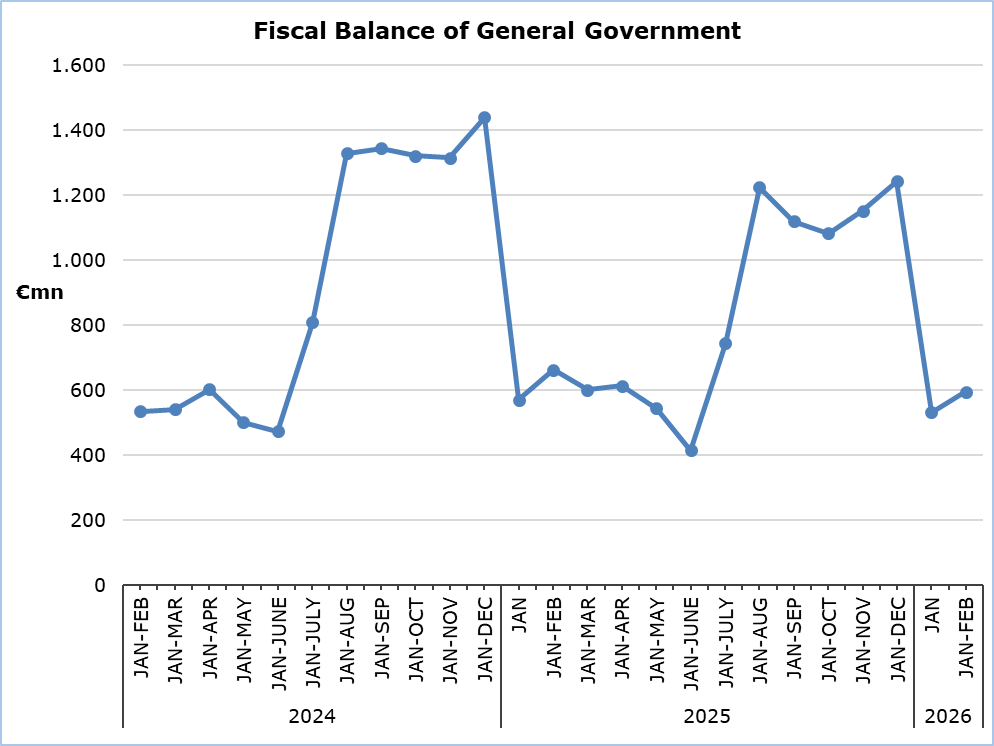 Fiscal Balance of General Government
1.600
1.400
1.200
1.000
€mn
800
600
400
200
0
JAN-FEB
JAN-MAR
JAN-APR
JAN-MAY
JAN-JUNE
JAN-JULY
JAN-AUG
JAN-SEP
JAN-OCT
JAN-NOV
JAN-DEC
JAN
JAN-FEB
JAN-MAR
JAN-APR
JAN-MAY
JAN-JUNE
JAN-JULY
JAN-AUG
JAN-SEP
JAN-OCT
JAN-NOV
JAN-DEC
JAN
JAN-FEB
2024
2025
2026